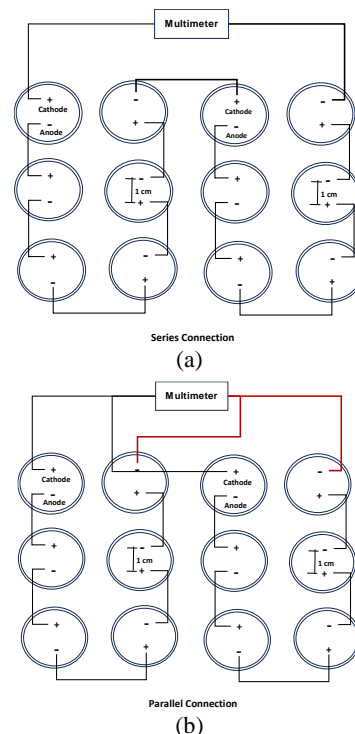 Multimeter
+ - + -
Cathode Cathode
- + - +
Anode Anode
+ - + -
1 cm 1 cm
- + - +
+ - + -
- + - +
Series Connection
(a)
Multimeter
+ - + -
Cathode Cathode
- + - +
Anode Anode
+ - + -
1 cm 1 cm
- + - +
+ - + -
- + - +
Parallel Connection
(b)